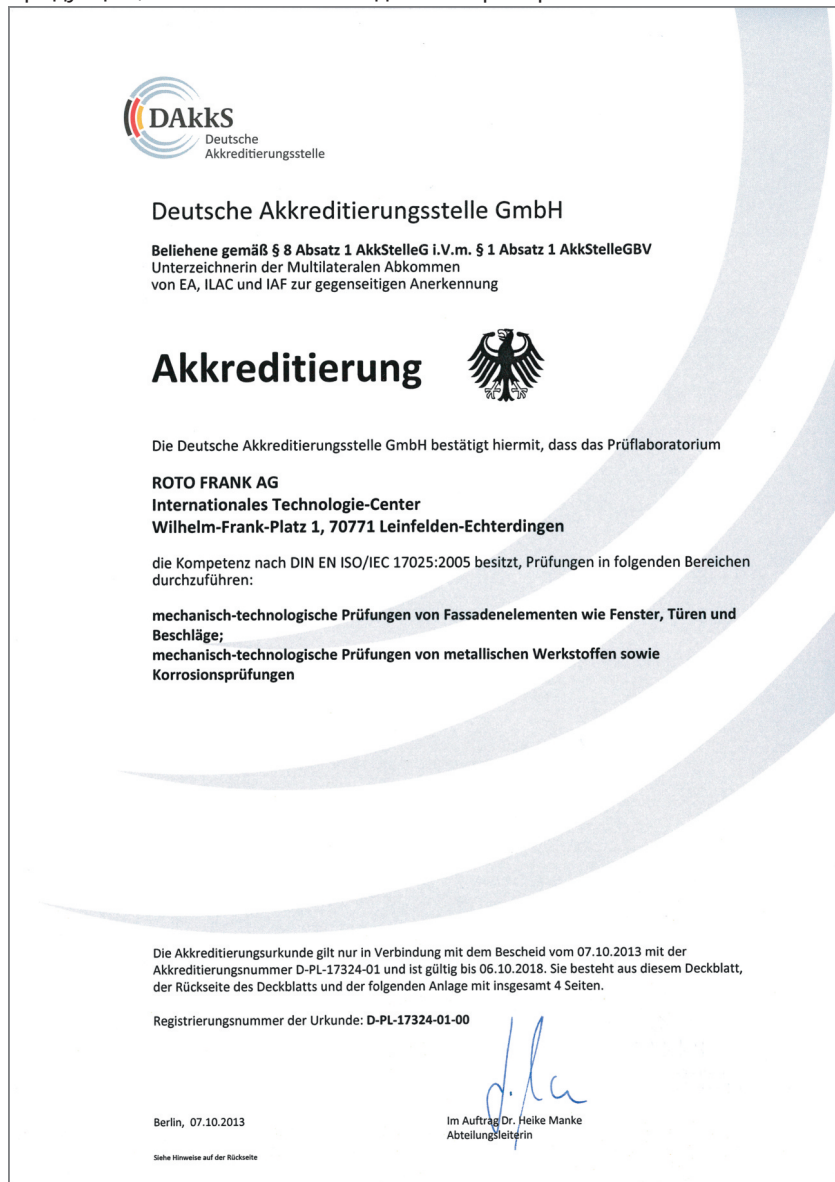 DAkkS
Deutsche
Akkreditierungsstelle
Deutsche Akkreditierungsstelle GmbH
Beliehene gemäß § 8 Absatz 1 AkkStelleG i.V.m. § 1 Absatz 1 AkkStelleGBV
Unterzeichnerin der Multilateralen Abkommen
von EA, ILAC und IAF zur gegenseitigen Anerkennung
Akkreditierung
Die Deutsche Akkreditierungsstelle GmbH bestätigt hiermit, dass das Prüflaboratorium
ROTO FRANK AG
Internationales Technologie-Center
Wilhelm-Frank-Platz 1, 70771 Leinfelden-Echterdingen
die Kompetenz nach DIN EN ISO/IEC 17025:2005 besitzt, Prüfungen in folgenden Bereichen
durchzuführen:
mechanisch-technologische Prüfungen von Fassadenelementen wie Fenster, Türen und
Beschläge;
mechanisch-technologische Prüfungen von metallischen Werkstoffen sowie
Korrosionsprüfungen
Die Akkreditierungsurkunde gilt nur in Verbindung mit dem Bescheid vom 07.10.2013 mit der
Akkreditierungsnummer D-PL-17324-01 und ist gültig bis 06.10.2018. Sie besteht aus diesem Deckblatt,
der Rückseite des Deckblatts und der folgenden Anlage mit insgesamt 4 Seiten.
Registrierungsnummer der Urkunde: D-PL-17324-01-00
Berlin, 07.10.2013
Im Auftrag Dr. Heike Manke
Abteilungsleiterin
Siehe Hinweise auf der Rückseite